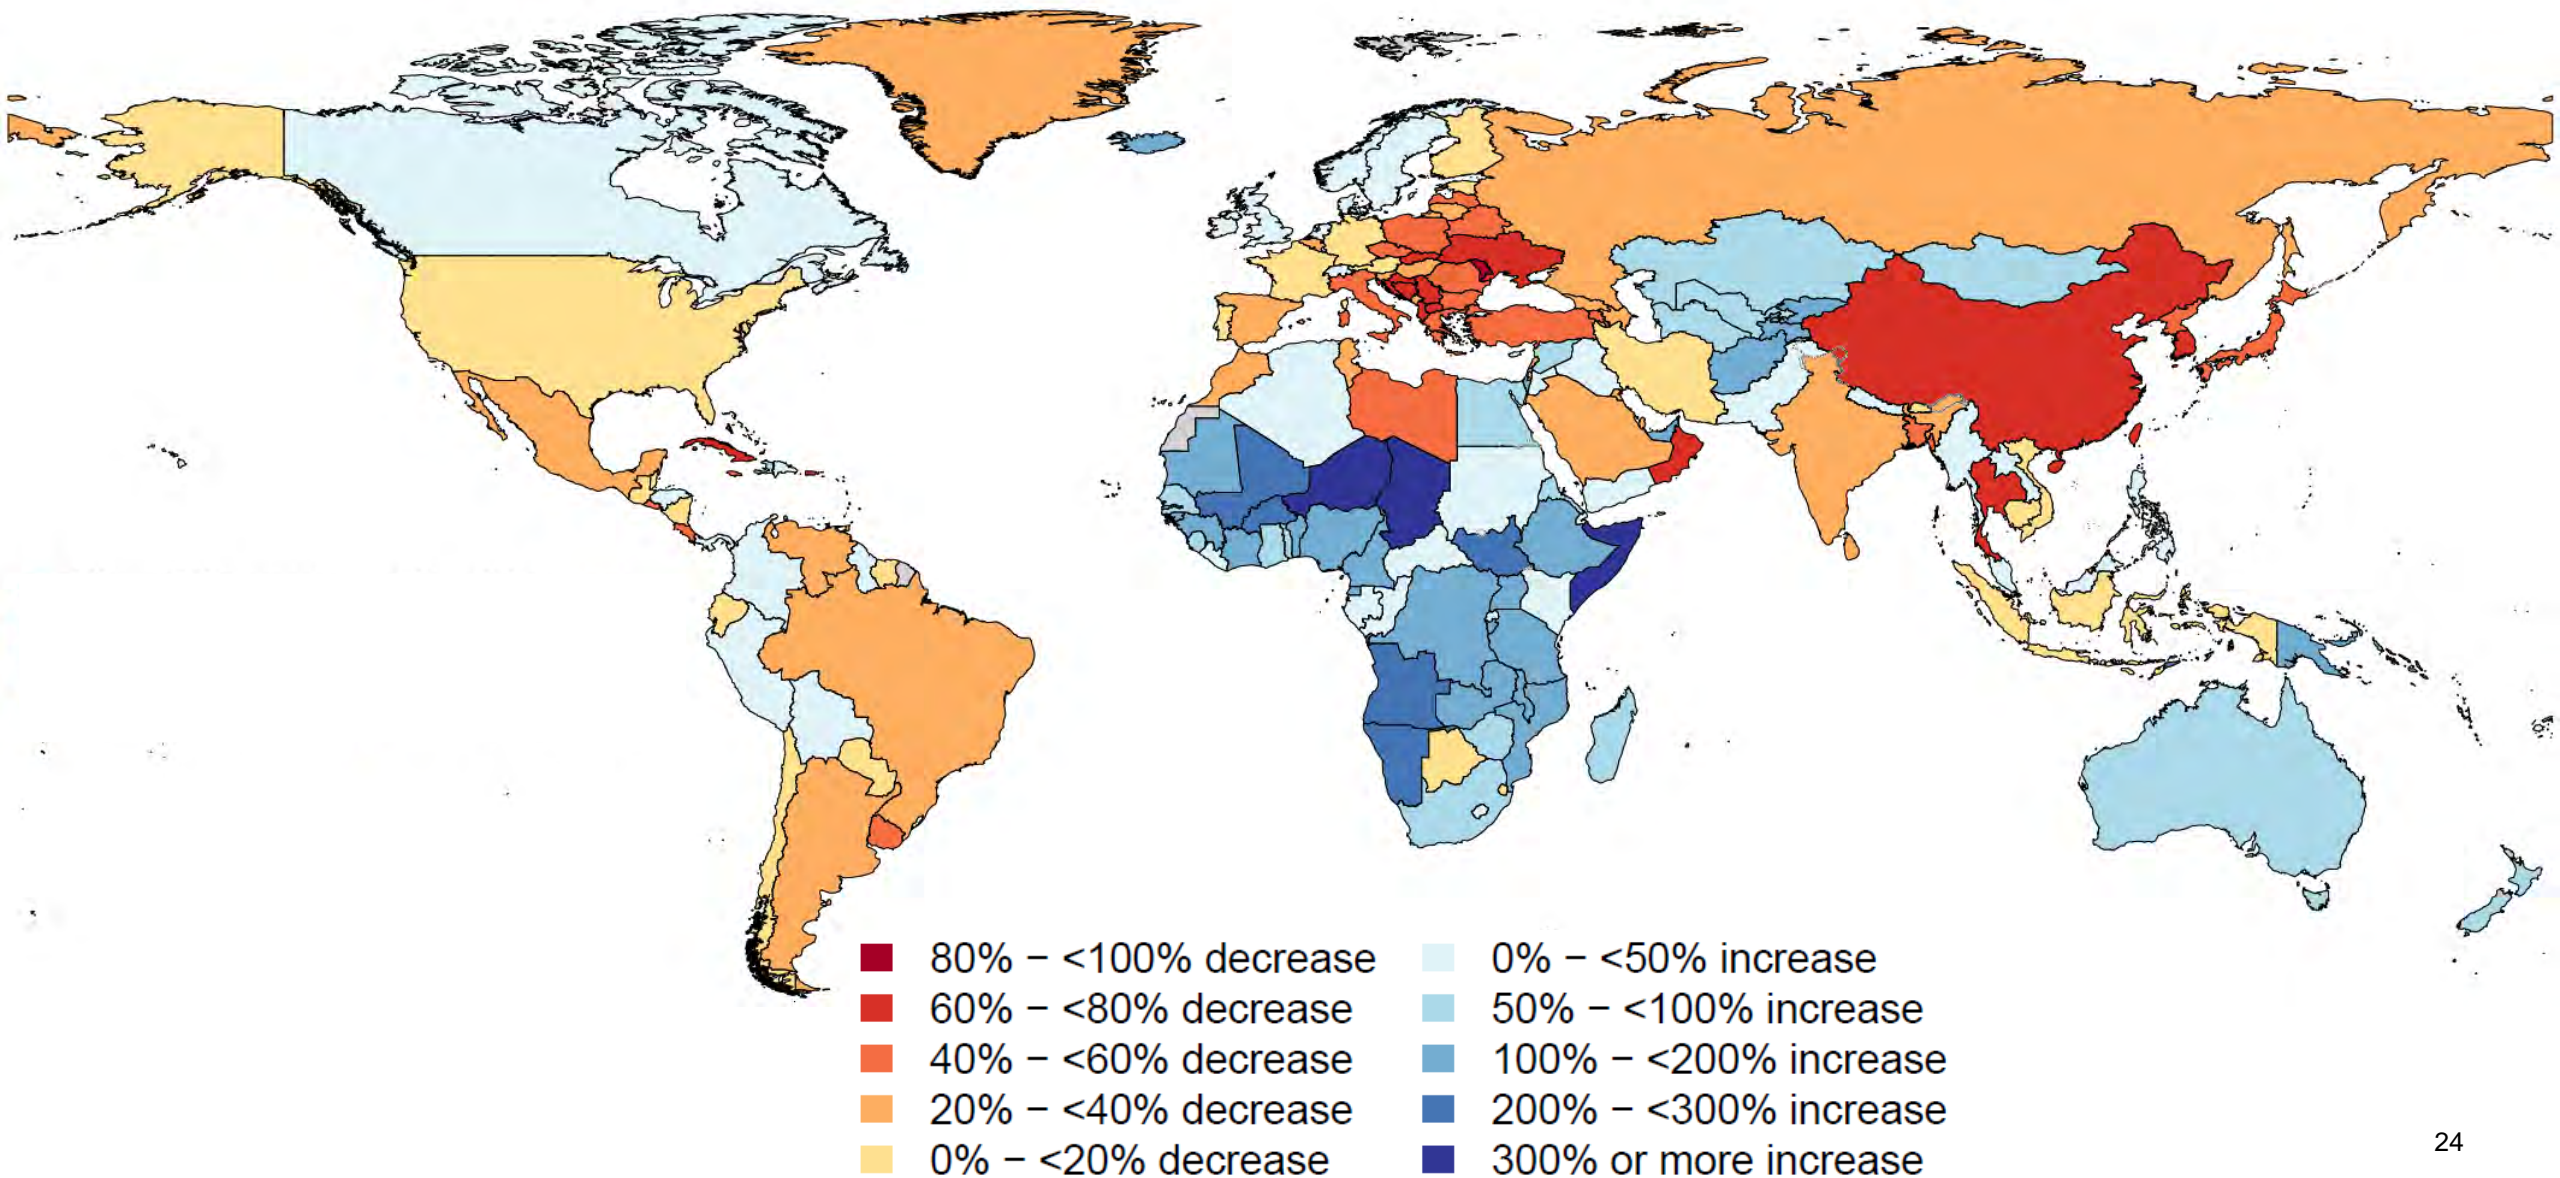 80% − <100% decrease
60% − <80% decrease
40% − <60% decrease
20% − <40% decrease
0% − <20% decrease
0% − <50% increase
50% − <100% increase
100% − <200% increase
200% − <300% increase
300% or more increase
24